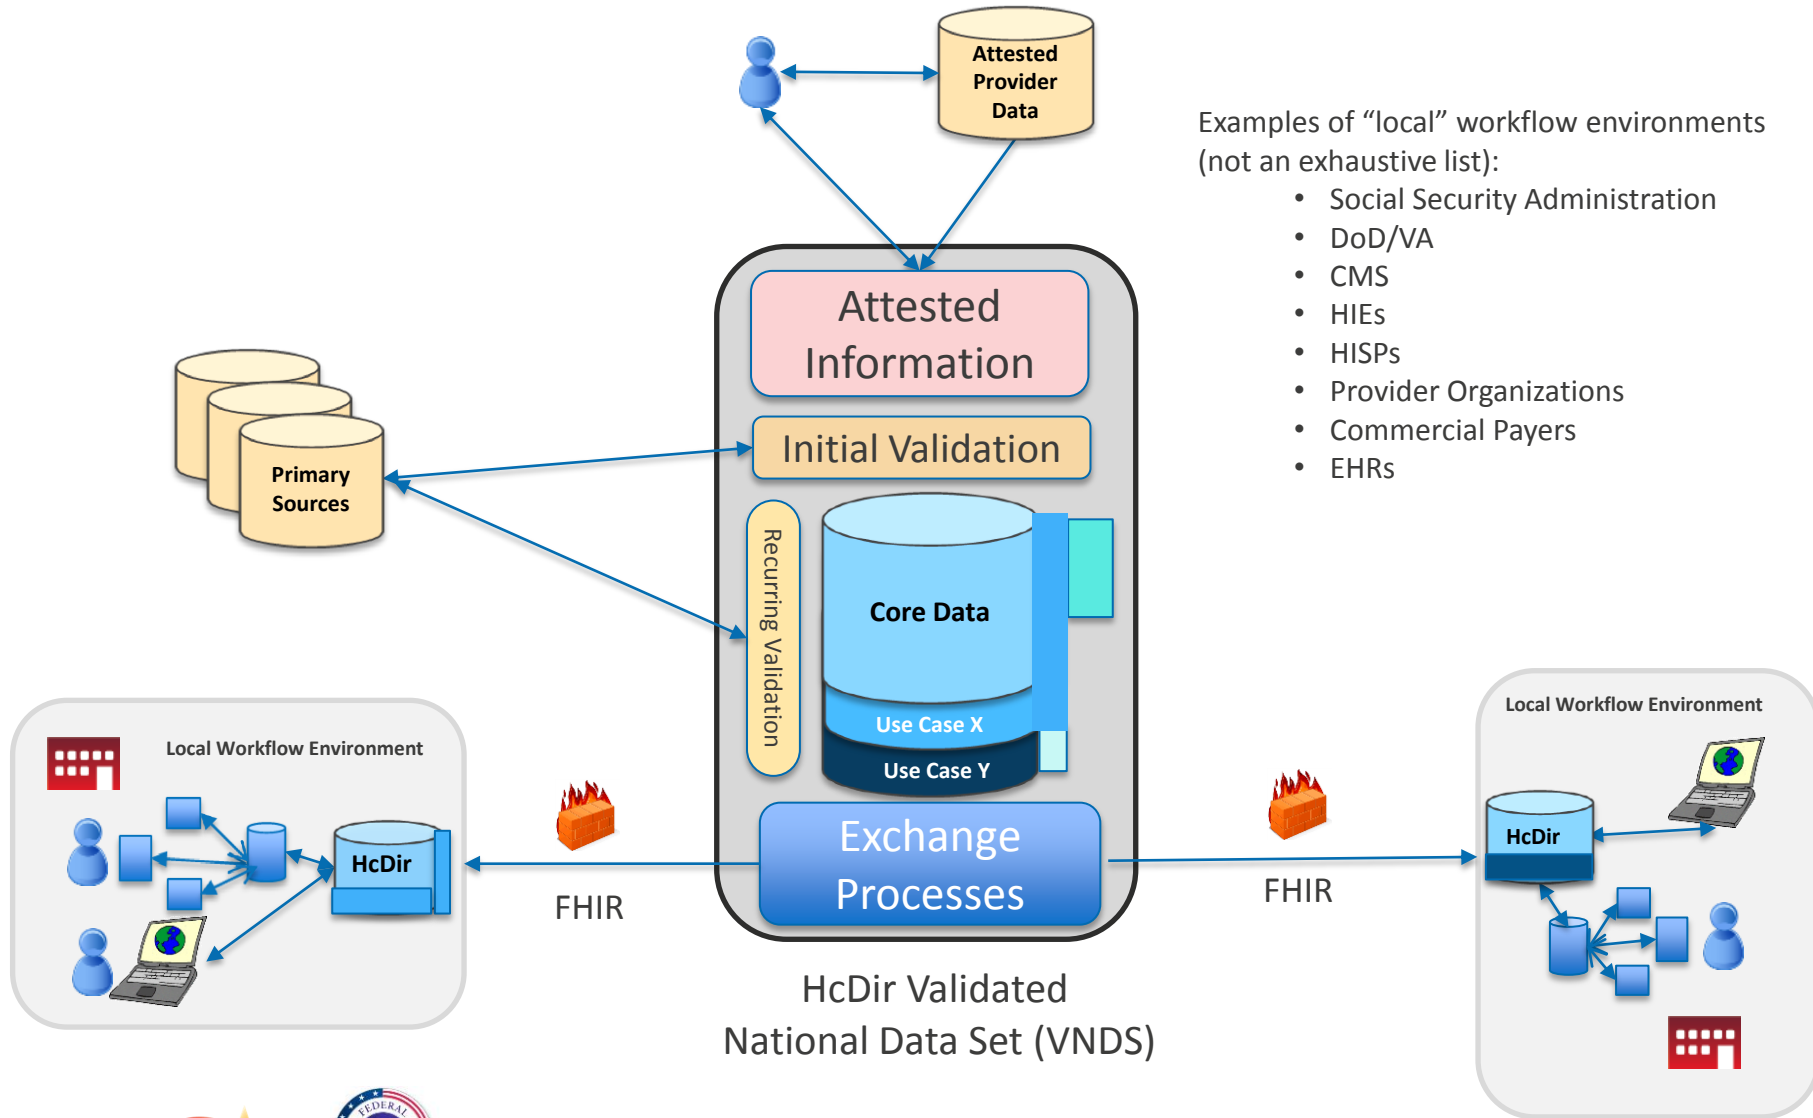 Attested
Provider
Data
Examples of “local” workflow environments
(not an exhaustive list):
• Social Security Administration
• DoD/VA
• CMS
• HIEs
• HISPs
• Provider Organizations
• Commercial Payers
• EHRs
Attested
Information
Initial Validation
Primary
Sources
Recurring Validation
Core Data
Use Case X
Use Case Y
Exchange
Processes
Local Workflow Environment
HcDir
FHIR
FHIR
Local Workflow Environment
HcDir
HcDir Validated
National Data Set (VNDS)
FEDERAL